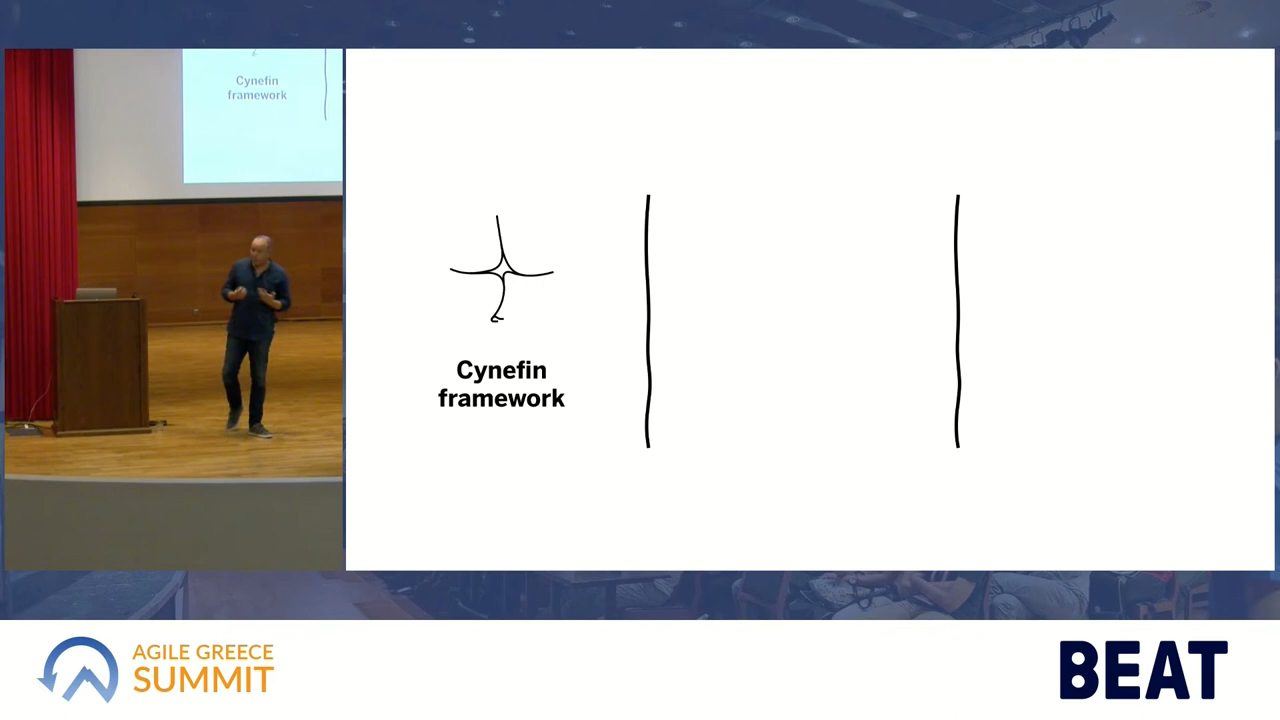 Cynefin
framework
Cynefin
framework
AGILE GREECE
SUMMIT
BEAT